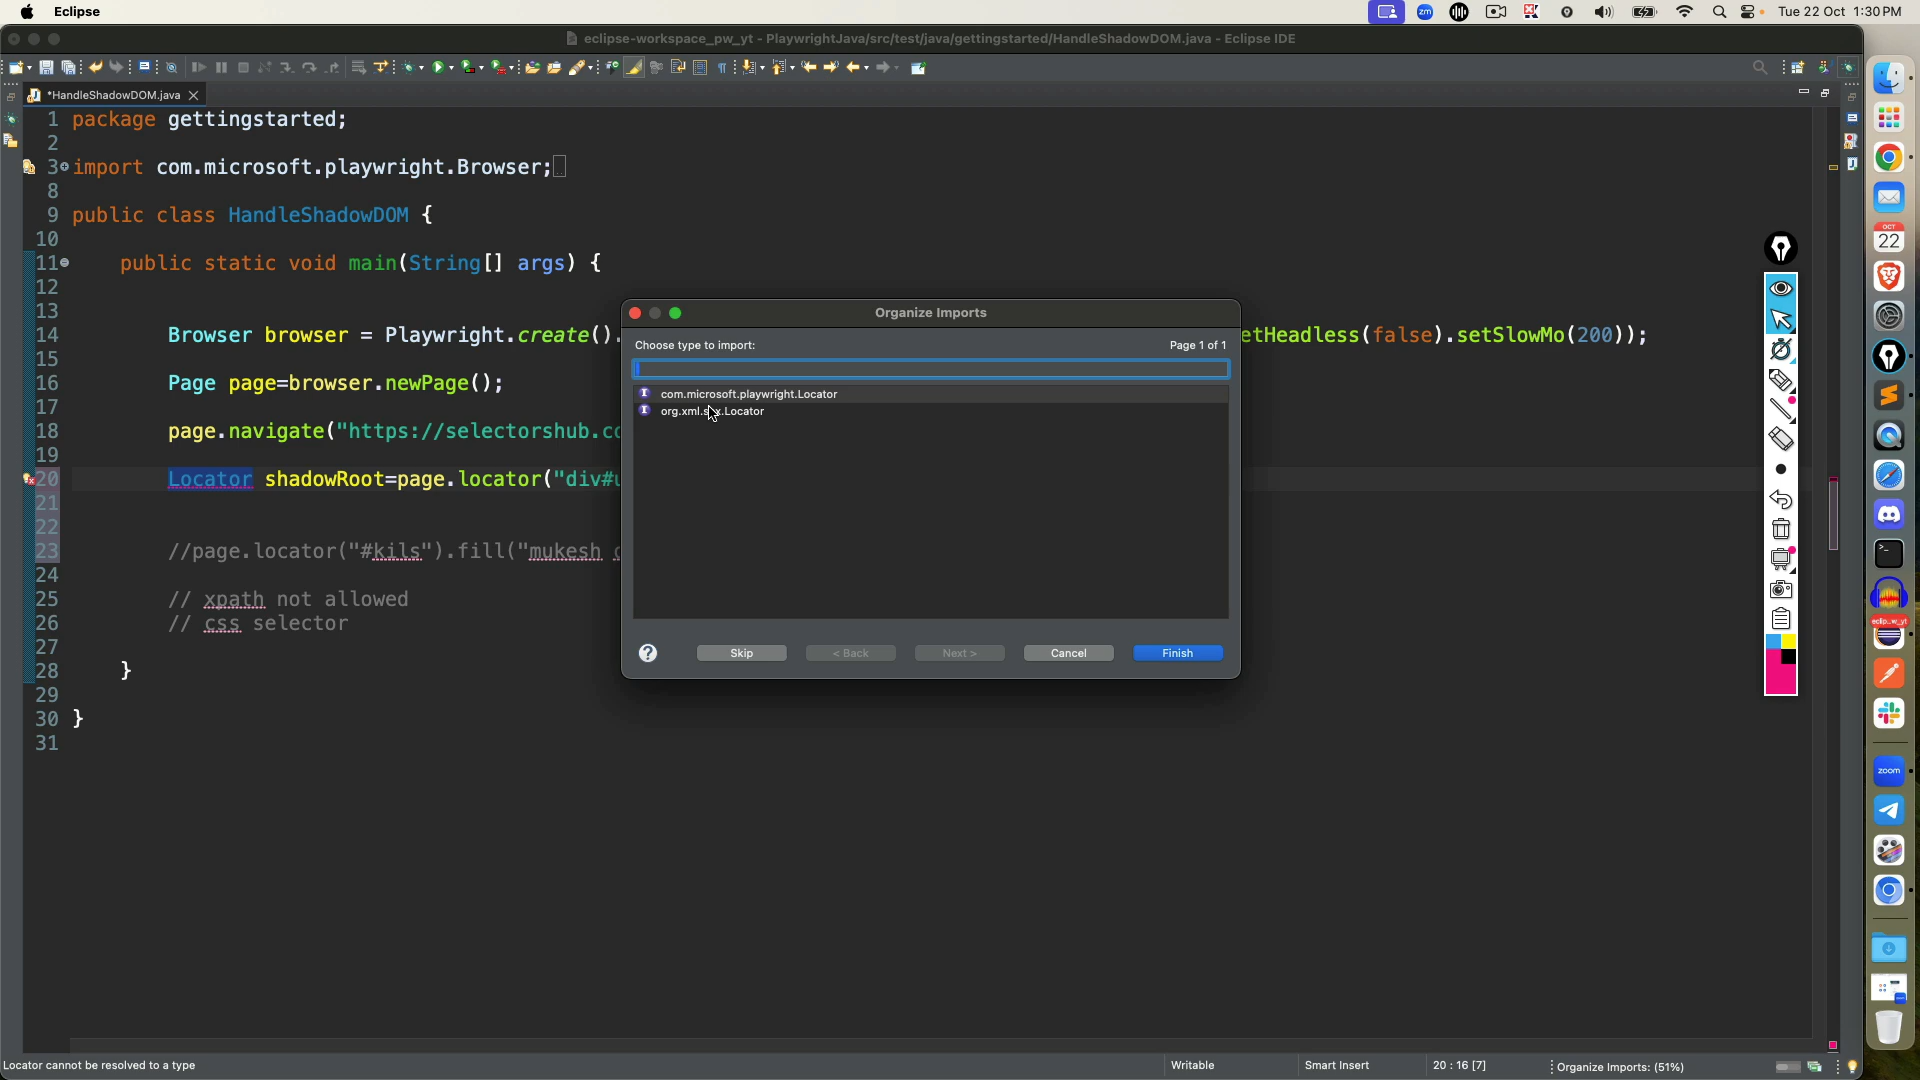 Eclipse
zm
Tue 22 Oct 1:30 PM
eclipse-workspace_pw_yt - PlaywrightJava/src/test/java/gettingstarted/HandleShadowDOM.java - Eclipse IDE
*HandleShadowDOM.java
1 package gettingstarted;
2
3 import com.microsoft.playwright.Browser;
8
9 public class HandleShadowDOM {
10
11 public static void main(String[] args) {
12
13
14 Browser browser = Playwright.create(). etHeadless(false).setSlowMo(200));
15
16 Page page=browser.newPage();
17
18 page.navigate("https://selectorshub.co
19
20 Locator shadowRoot=page.locator("div#u
21
22
23 //page.locator("#kils").fill("mukesh
24
25 // xpath not allowed
26 // css selector
27
28 }
29
30 }
31
Organize Imports
Choose type to import: Page 1 of 1
com.microsoft.playwright.Locator
org.xml.sax.Locator
? Skip < Back Next > Cancel Finish
OCT
22
eclip..w_yt
zoom
Locator cannot be resolved to a type Writable Smart Insert 20 : 16 [7] Organize Imports: (51%)